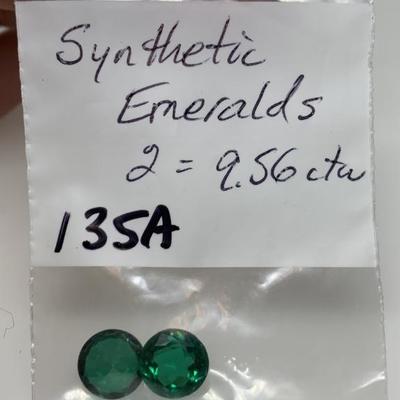 Synthetic
Emeralds
2 = 9.56 ctw
135A